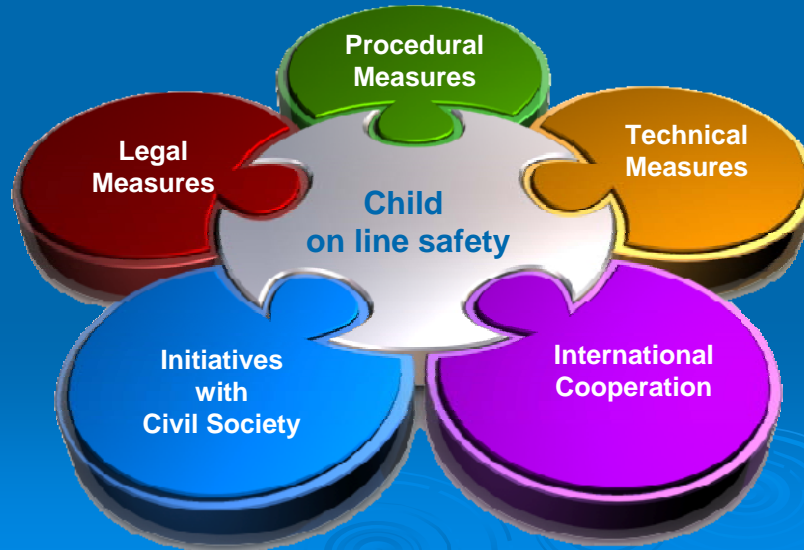 Procedural
Measures
Legal
Measures
Technical
Measures
Child
on line safety
Initiatives
with
Civil Society
International
Cooperation